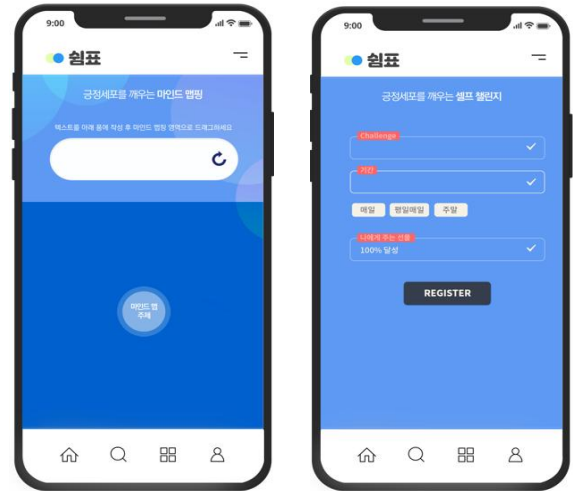 9:00
쉼표
긍정세포를 깨우는 마인드 맵핑
텍스트를 아래 폼에 작성 후 마인드 맵핑 영역으로 드래그하세요
마인드 맵
주제
9:00
쉼표
긍정세포를 깨우는 셀프 챌린지
Challenge
기간
매일 평일매일 주말
나에게 주는 선물
100% 달성
REGISTER